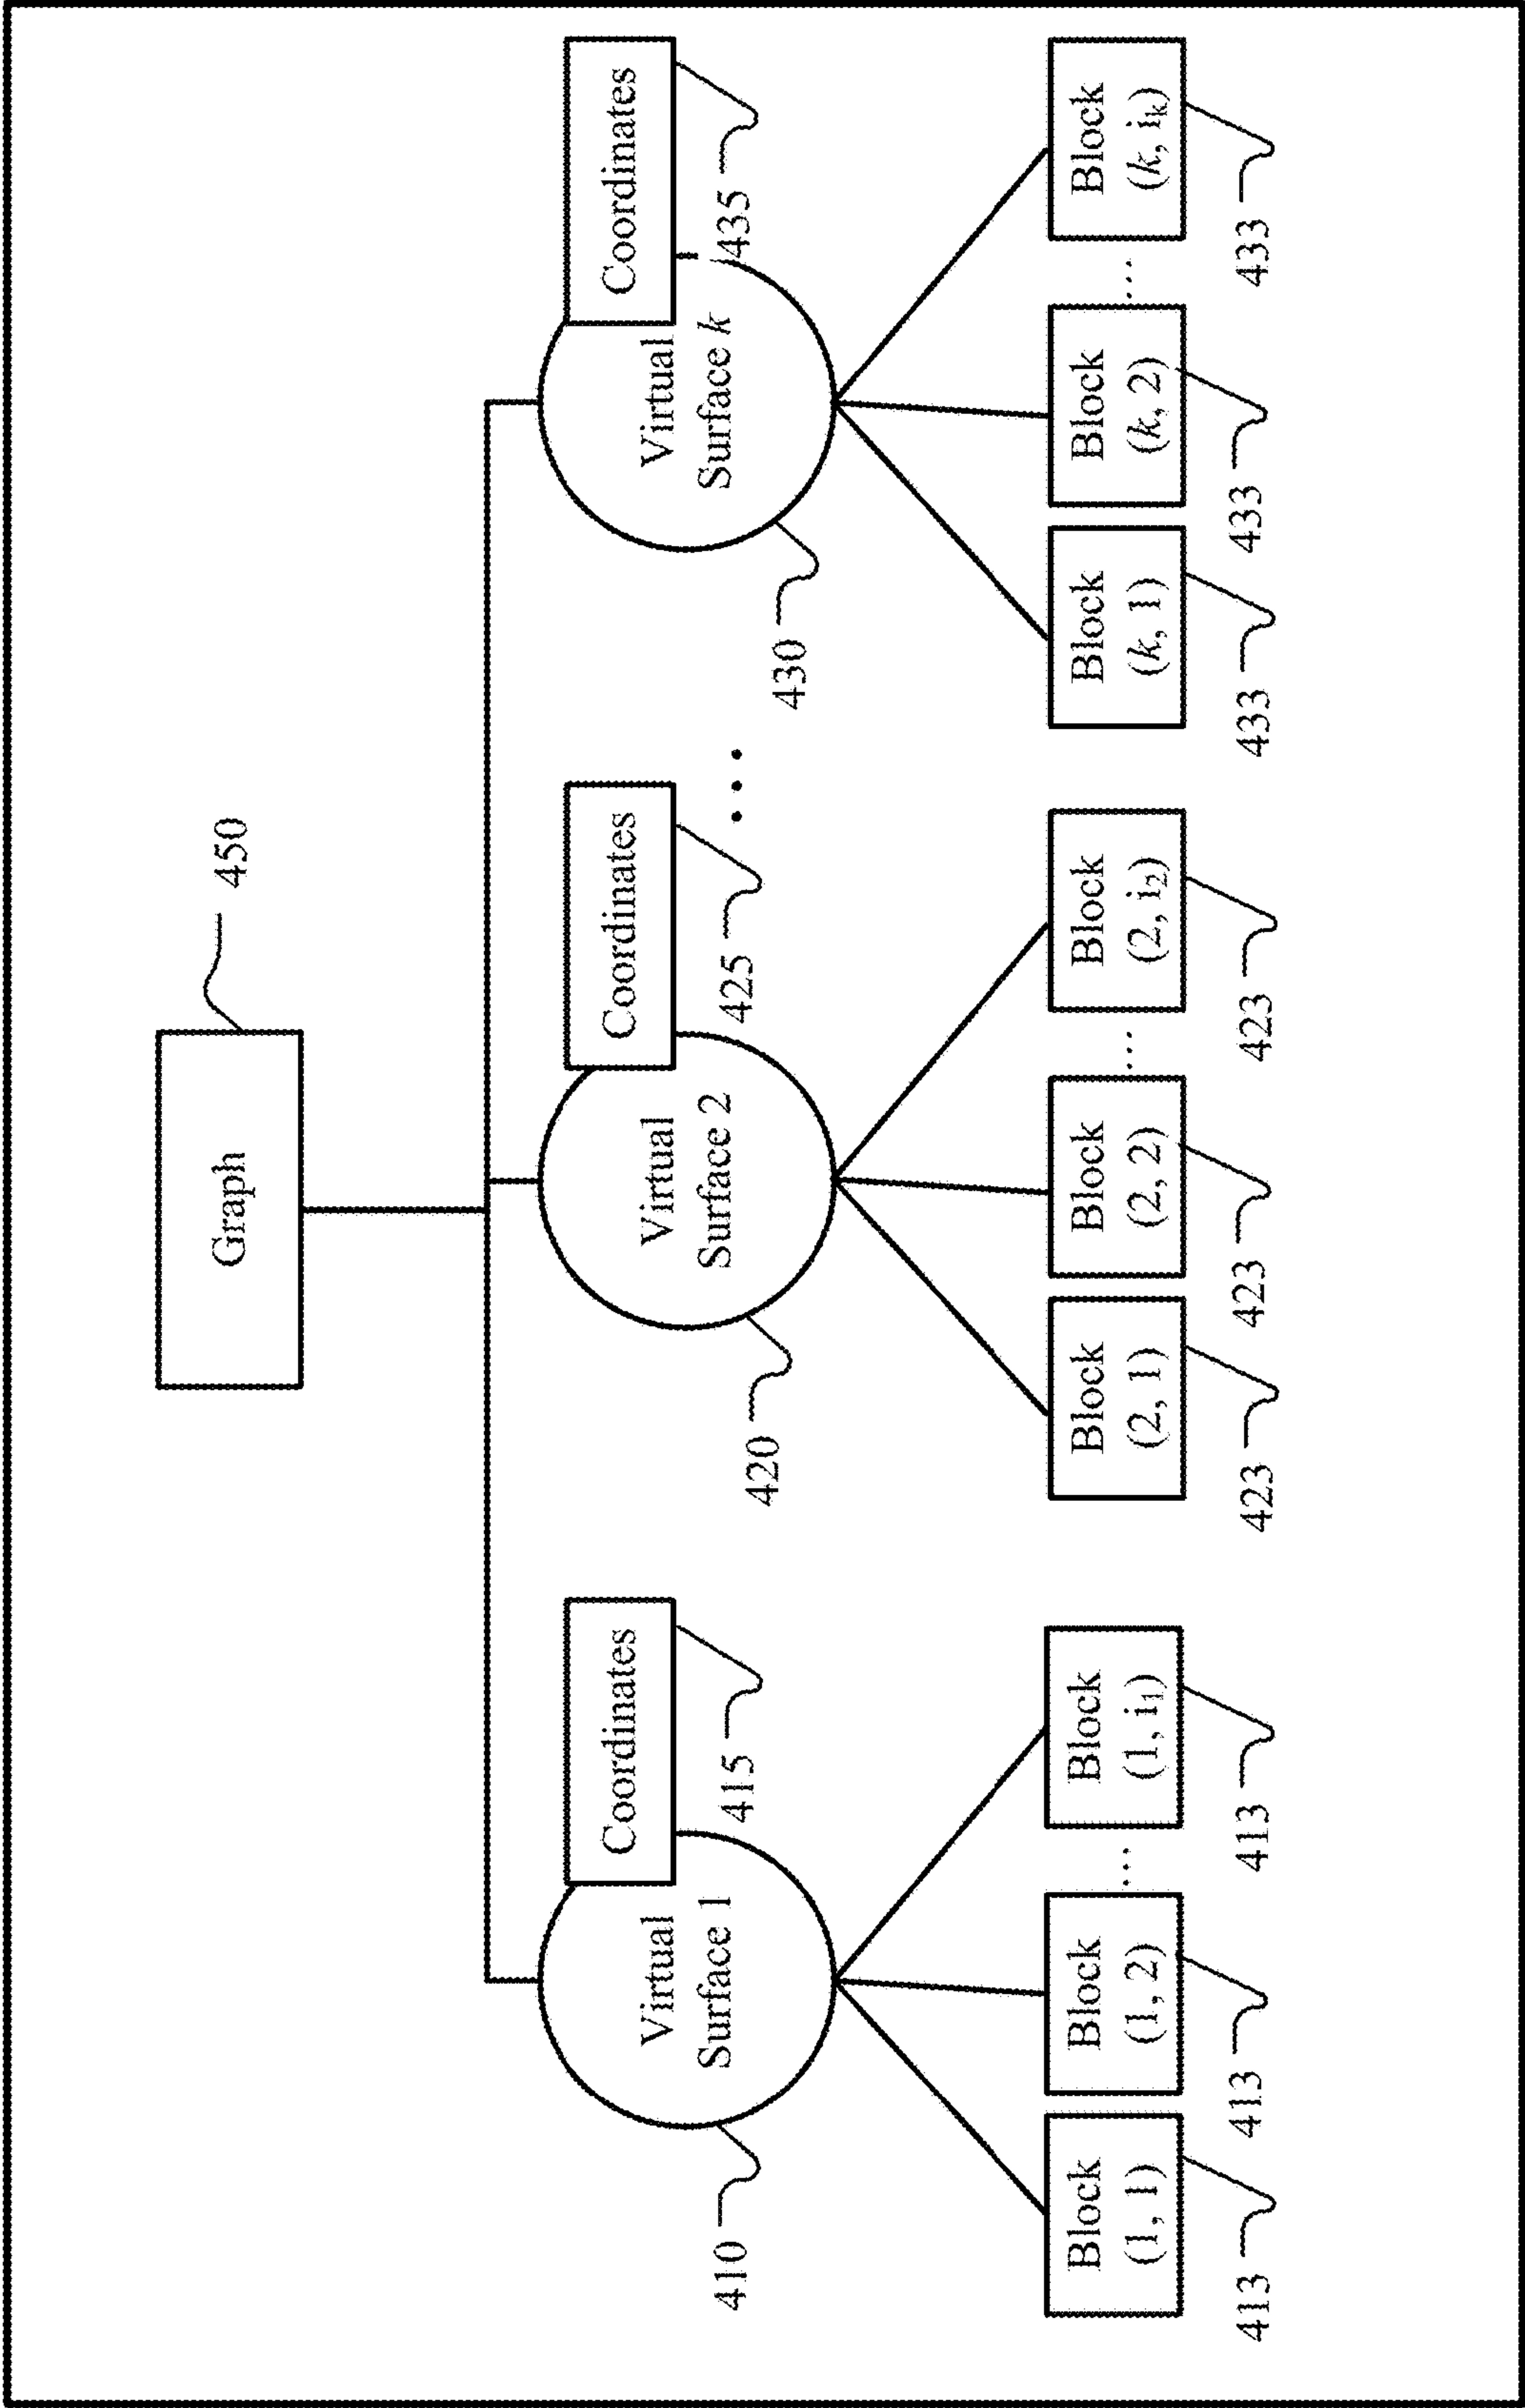 Graph
450
Coordinates
Coordinates
Coordinates
Virtual
Surface 1
Virtual
Surface 2
Virtual
Surface k
415
425
435
410
420
...
430
Block
(1, 1)
Block
(1, 2)
...
Block
(1, i₁)
Block
(2, 1)
Block
(2, 2)
...
Block
(2, i₂)
Block
(k, 1)
Block
(k, 2)
...
Block
(k, iₖ)
413
413
413
423
423
423
433
433
433